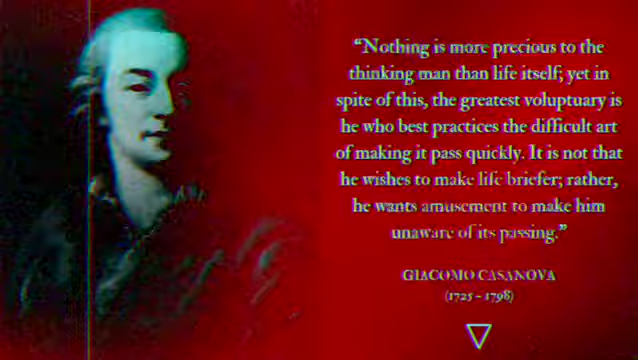 “Nothing is more precious to the
thinking man than life itself; yet in
spite of this, the greatest voluptuary is
he who best practices the difficult art
of making it pass quickly. It is not that
he wishes to make life briefer; rather,
he wants amusement to make him
unaware of its passing.”
GIACOMO CASANOVA
(1725 – 1798)